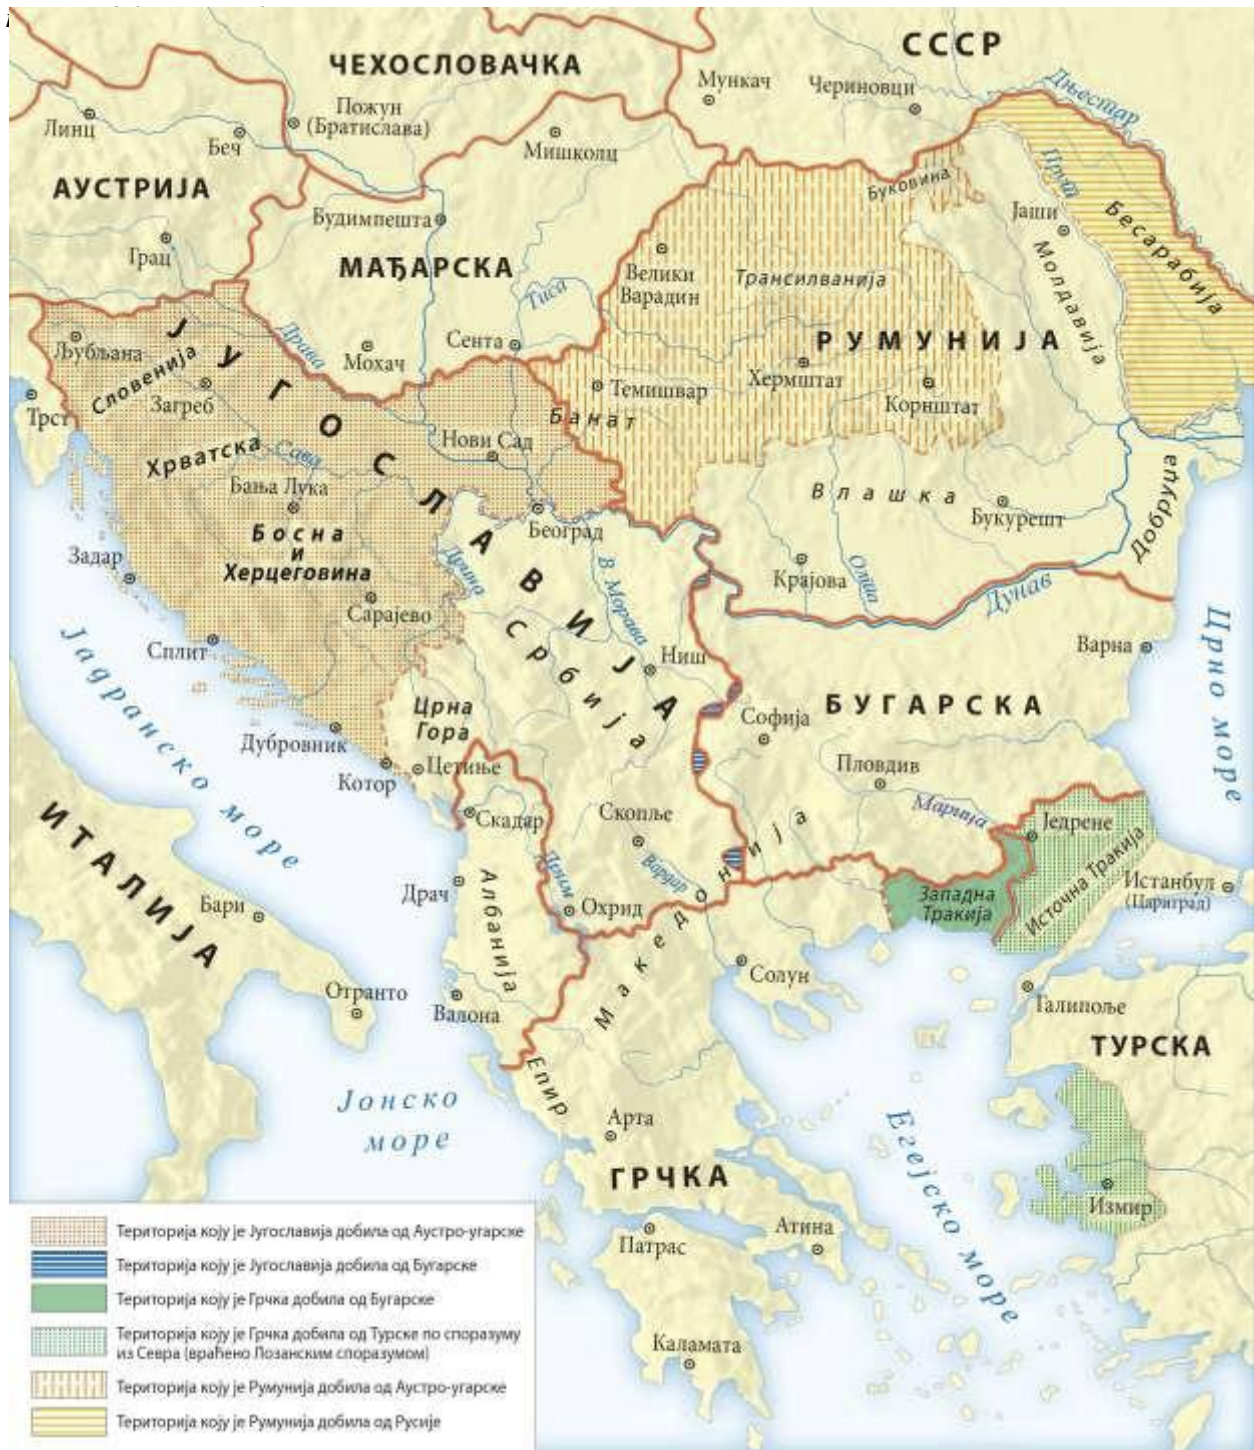 ЧЕХОСЛОВАЧКА
СССР
Мункач
Чериновци
Дњестар
Линц
Беч
Пожун
(Братислава)
Мишколц
АУСТРИЈА
Грац
Будимпешта
МАЂАРСКА
Тиса
Сента
Мохач
Драва
Буковина
Прут
Јаши
Молдавија
Бесарабија
Велики
Варадин
Трансилванија
РУМУНИЈА
Темишвар
Хермштат
Корнштат
Банат
ЈУГОСЛАВИЈА
Љубљана
Словенија
Загреб
Трст
Хрватска
Сава
Нови Сад
Бања Лука
Босна
и
Херцеговина
Београд
Дрина
В. Морава
Задар
Сарајево
Србија
Сплит
Ниш
Влашка
Букурешт
Добруџа
Крајова
Олта
Дунав
Варна
Црно море
Јадранско море
Црна
Гора
Дубровник
Котор
Цетиње
Скадар
Скопље
Вардар
Дрим
Охрид
Софија
БУГАРСКА
Пловдив
Марица
Једрене
Западна
Тракија
Источна Тракија
Истанбул
(Цариград)
ИТАЛИЈА
Бари
Отранто
Драч
Албанија
Валона
Македонија
Солун
Галипоље
ТУРСКА
Епир
Јонско
море
Арта
ГРЧКА
Егејско море
Измир
Патрас
Атина
Каламата
Територија коју је Југославија добила од Аустро-угарске
Територија коју је Југославија добила од Бугарске
Територија коју је Грчка добила од Бугарске
Територија коју је Грчка добила од Турске по споразуму
из Севра (враћено Лозанским споразумом)
Територија коју је Румунија добила од Аустро-угарске
Територија коју је Румунија добила од Русије